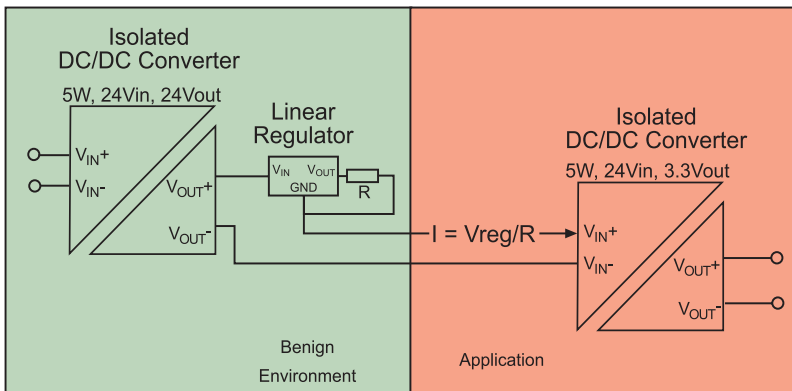 Isolated
DC/DC Converter
5W, 24Vin, 24Vout
VIN+
VIN-
VOUT+
VOUT-
Linear
Regulator
VIN
VOUT
GND
R
I = Vreg/R
Isolated
DC/DC Converter
5W, 24Vin, 3.3Vout
VIN+
VIN-
VOUT+
VOUT-
Benign
Environment
Application